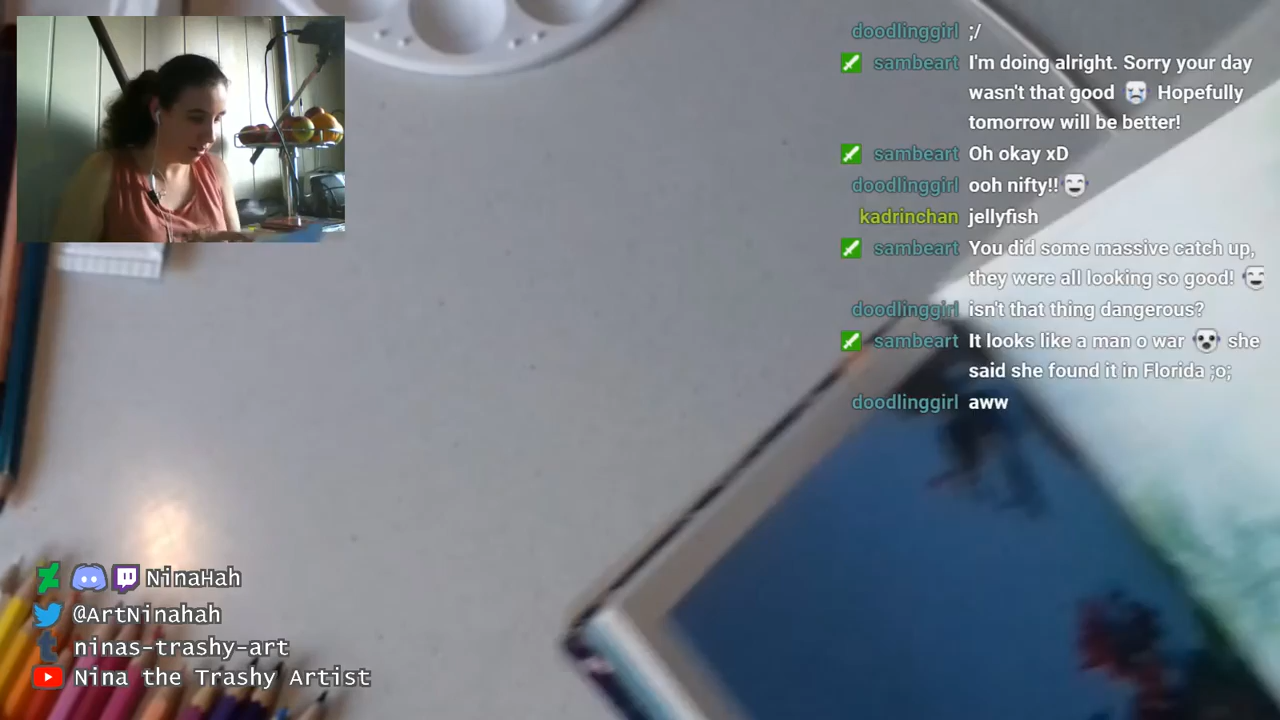 doodlinggirl ;/
sambeart I'm doing alright. Sorry your day
wasn't that good Hopefully
tomorrow will be better!
sambeart Oh okay xD
doodlinggirl ooh nifty!!
kadrinchan jellyfish
sambeart You did some massive catch up,
they were all looking so good!
doodlinggirl isn't that thing dangerous?
sambeart It looks like a man o war she
said she found it in Florida ;o;
doodlinggirl aww
NinaHah
@ArtNinahah
ninas-trashy-art
Nina the Trashy Artist